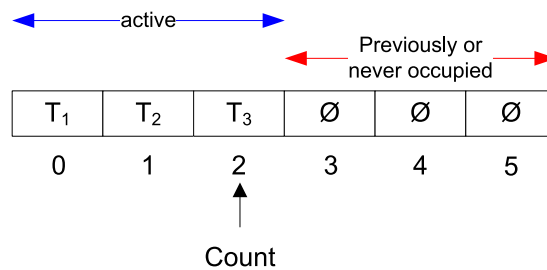 active
Previously or
never occupied
T₁ T₂ T₃ Ø Ø Ø
0 1 2 3 4 5
Count